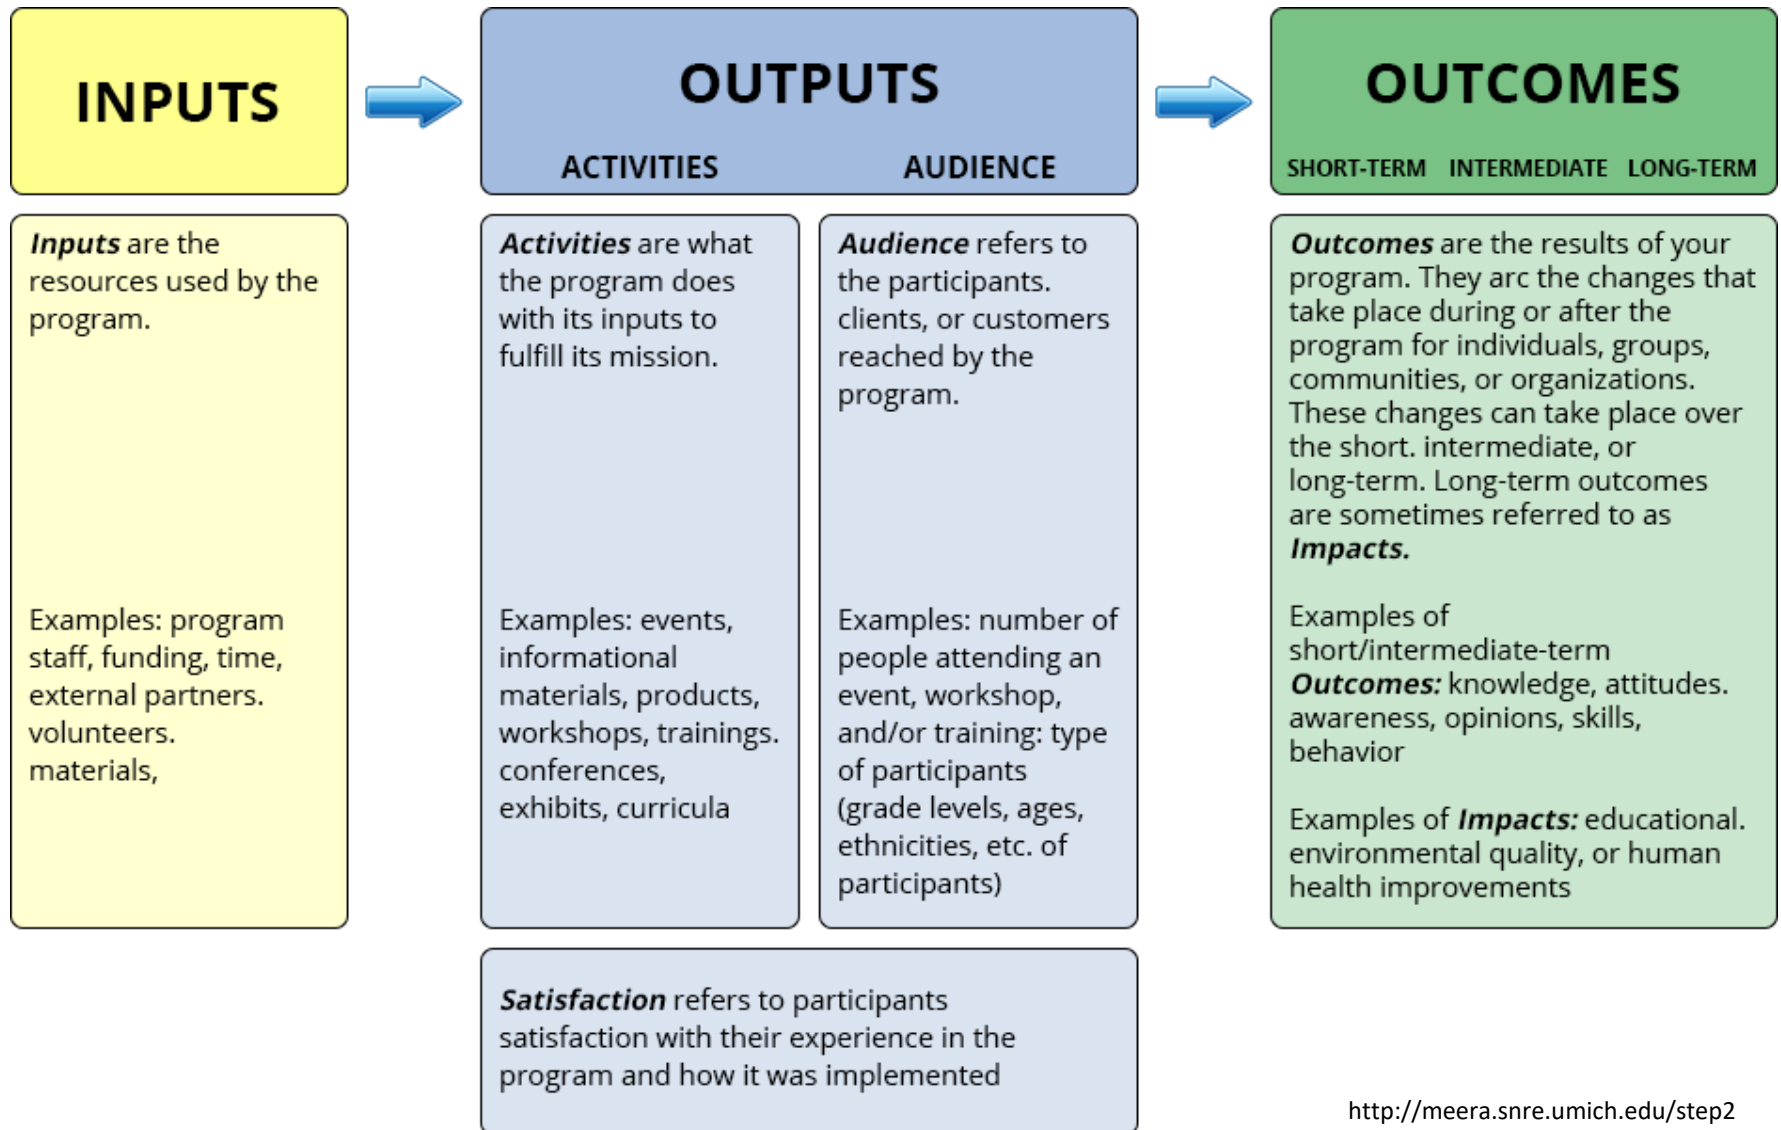 INPUTS
OUTPUTS
ACTIVITIES
AUDIENCE
OUTCOMES
SHORT-TERM INTERMEDIATE LONG-TERM
Inputs are the
resources used by the
program.
Examples: program
staff, funding, time,
external partners.
volunteers.
materials,
Activities are what
the program does
with its inputs to
fulfill its mission.
Examples: events,
informational
materials, products,
workshops, trainings.
conferences,
exhibits, curricula
Audience refers to
the participants.
clients, or customers
reached by the
program.
Examples: number of
people attending an
event, workshop,
and/or training: type
of participants
(grade levels, ages,
ethnicities, etc. of
participants)
Satisfaction refers to participants
satisfaction with their experience in the
program and how it was implemented
Outcomes are the results of your
program. They arc the changes that
take place during or after the
program for individuals, groups,
communities, or organizations.
These changes can take place over
the short. intermediate, or
long-term. Long-term outcomes
are sometimes referred to as
Impacts.
Examples of
short/intermediate-term
Outcomes: knowledge, attitudes.
awareness, opinions, skills,
behavior
Examples of Impacts: educational.
environmental quality, or human
health improvements
http://meera.snre.umich.edu/step2